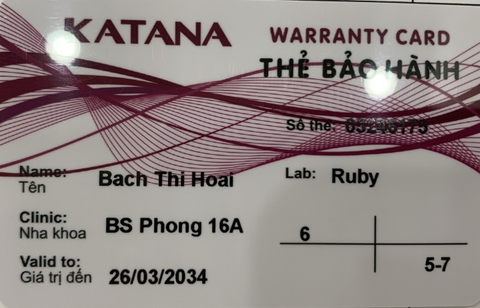 KATANA
WARRANTY CARD
THẺ BẢO HÀNH
Số thẻ:
Name: Bach Thi Hoai
Tên
Lab: Ruby
Clinic: BS Phong 16A
Nha khoa
6
5-7
Valid to: 26/03/2034
Giá trị đến